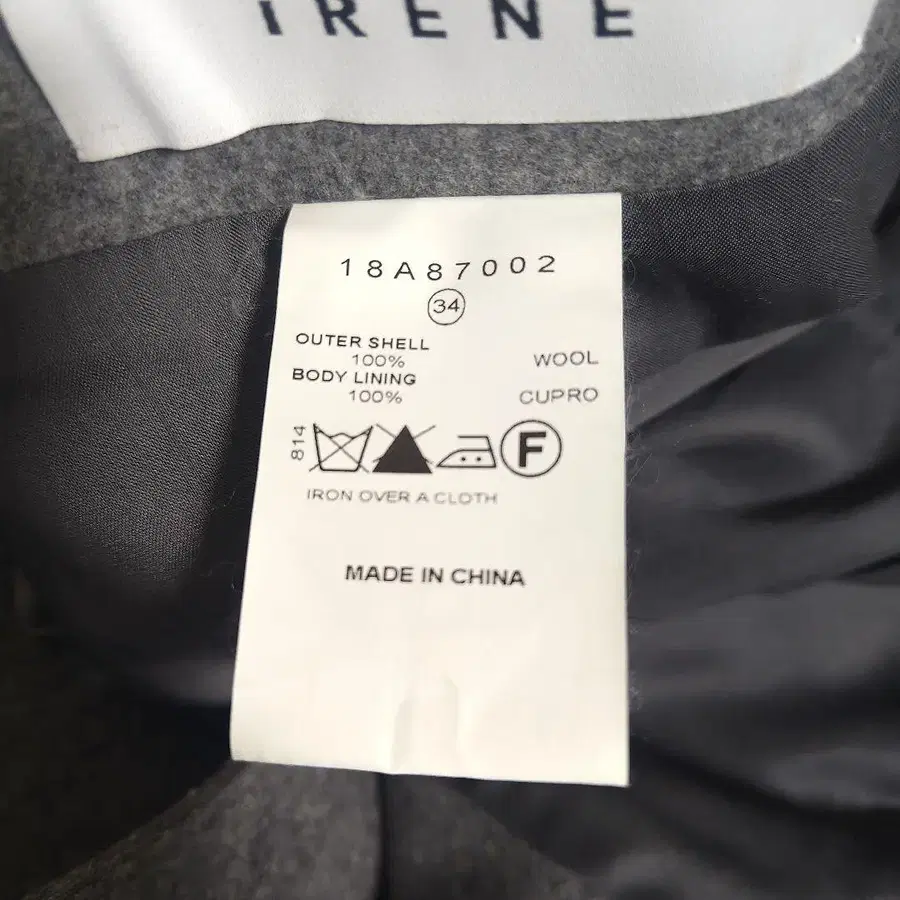 IRENE
18A87002
34
OUTER SHELL
100% WOOL
BODY LINING
100% CUPRO
814
F
IRON OVER A CLOTH
MADE IN CHINA